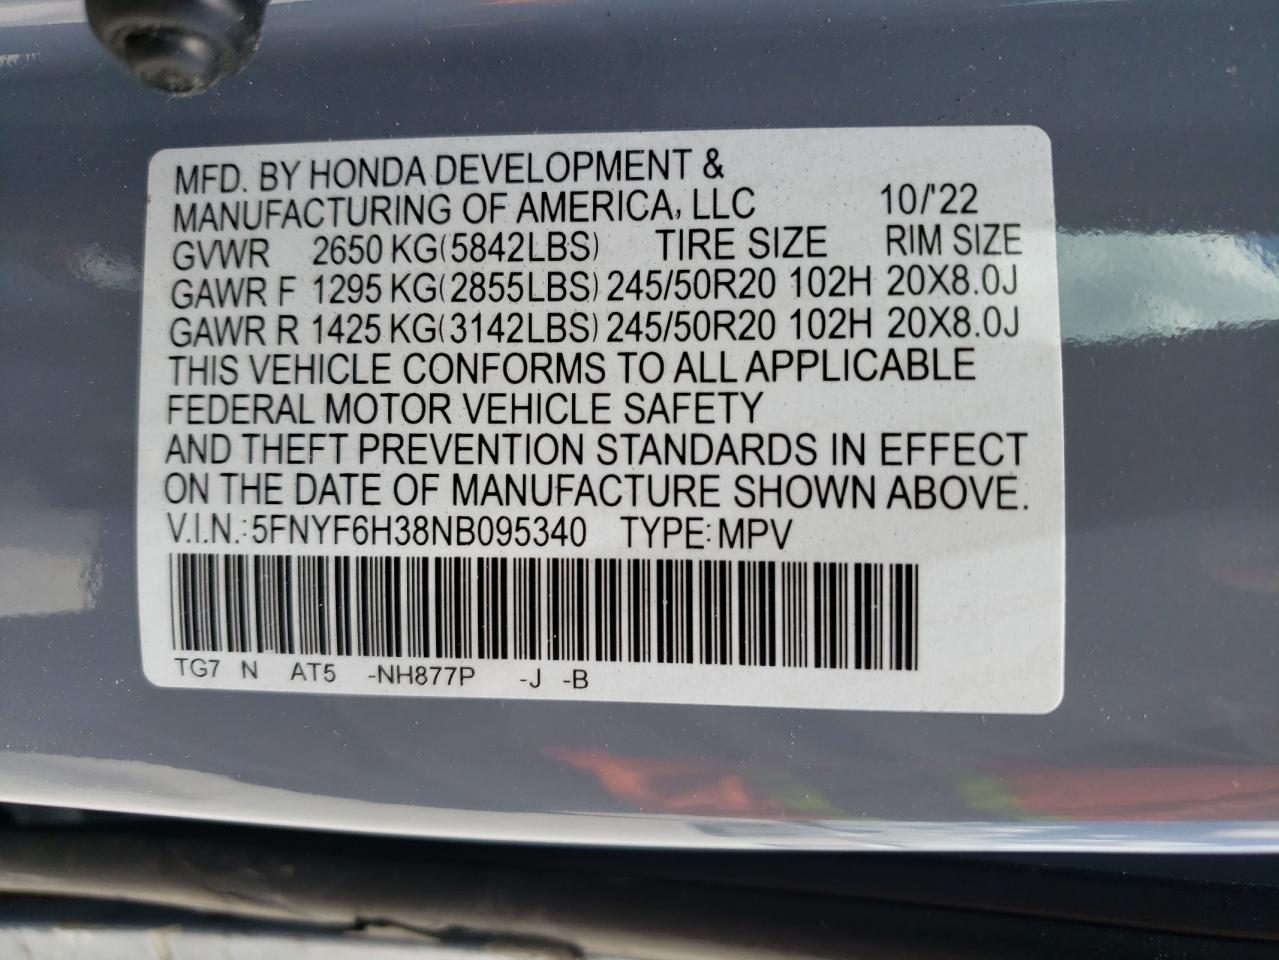 MFD. BY HONDA DEVELOPMENT &
MANUFACTURING OF AMERICA, LLC 10/'22
GVWR 2650 KG(5842LBS) TIRE SIZE RIM SIZE
GAWR F 1295 KG(2855LBS) 245/50R20 102H 20X8.0J
GAWR R 1425 KG(3142LBS) 245/50R20 102H 20X8.0J
THIS VEHICLE CONFORMS TO ALL APPLICABLE
FEDERAL MOTOR VEHICLE SAFETY
AND THEFT PREVENTION STANDARDS IN EFFECT
ON THE DATE OF MANUFACTURE SHOWN ABOVE.
V.I.N.: 5FNYF6H38NB095340 TYPE: MPV
TG7 N AT5 -NH877P -J -B